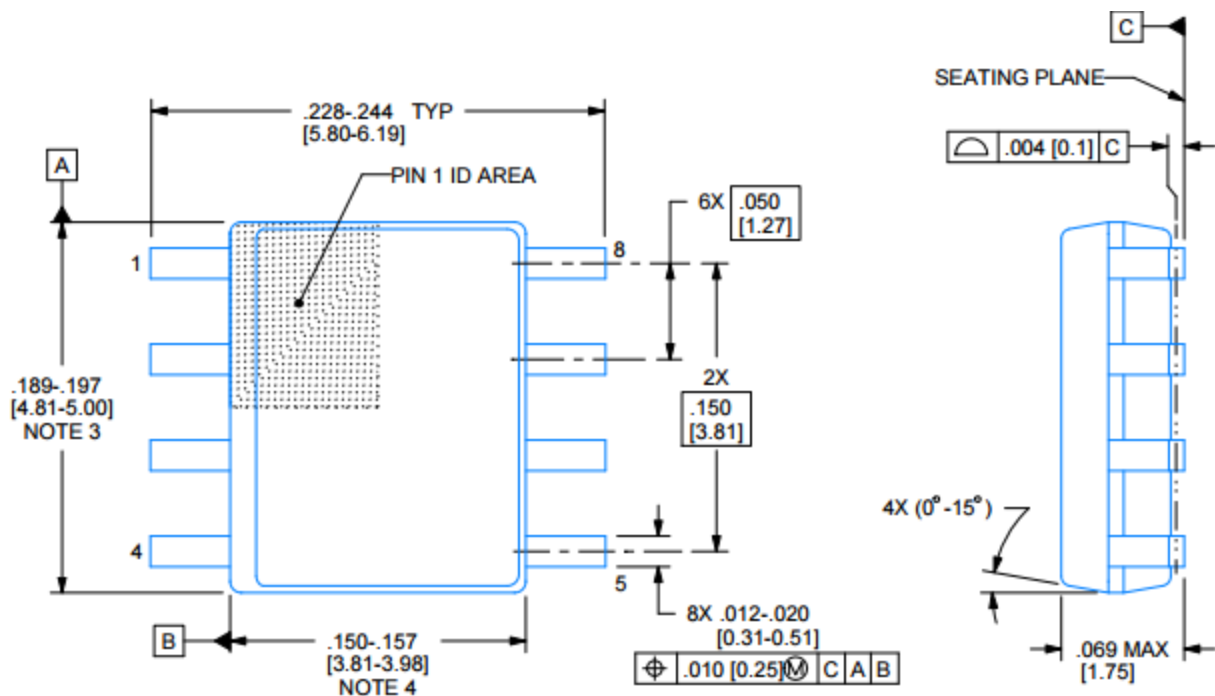 C
SEATING PLANE
.228-.244 TYP
[5.80-6.19]
.004 [0.1] C
A
PIN 1 ID AREA
6X .050
[1.27]
1
8
2X
.150
[3.81]
.189-.197
[4.81-5.00]
NOTE 3
4X (0°-15°)
4
5
8X .012-.020
[0.31-0.51]
.010 [0.25] Ⓜ C A B
B
.150-.157
[3.81-3.98]
NOTE 4
.069 MAX
[1.75]